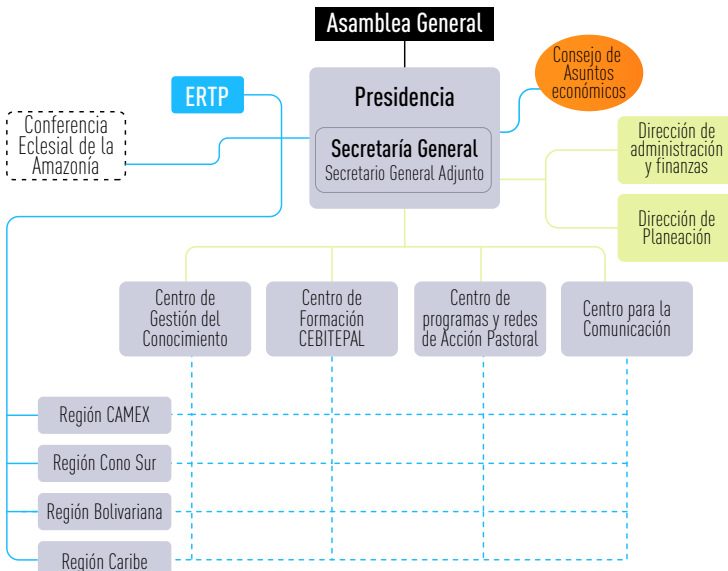 Asamblea General
ERTP
Presidencia
Consejo de
Asuntos
económicos
Conferencia
Eclesial de la
Amazonía
Secretaría General
Secretario General Adjunto
Dirección de
administración
y finanzas
Dirección de
Planeación
Centro de
Gestión del
Conocimiento
Centro de
Formación
CEBITEPAL
Centro de
programas y redes
de Acción Pastoral
Centro para la
Comunicación
Región CAMEX
Región Cono Sur
Región Bolivariana
Región Caribe